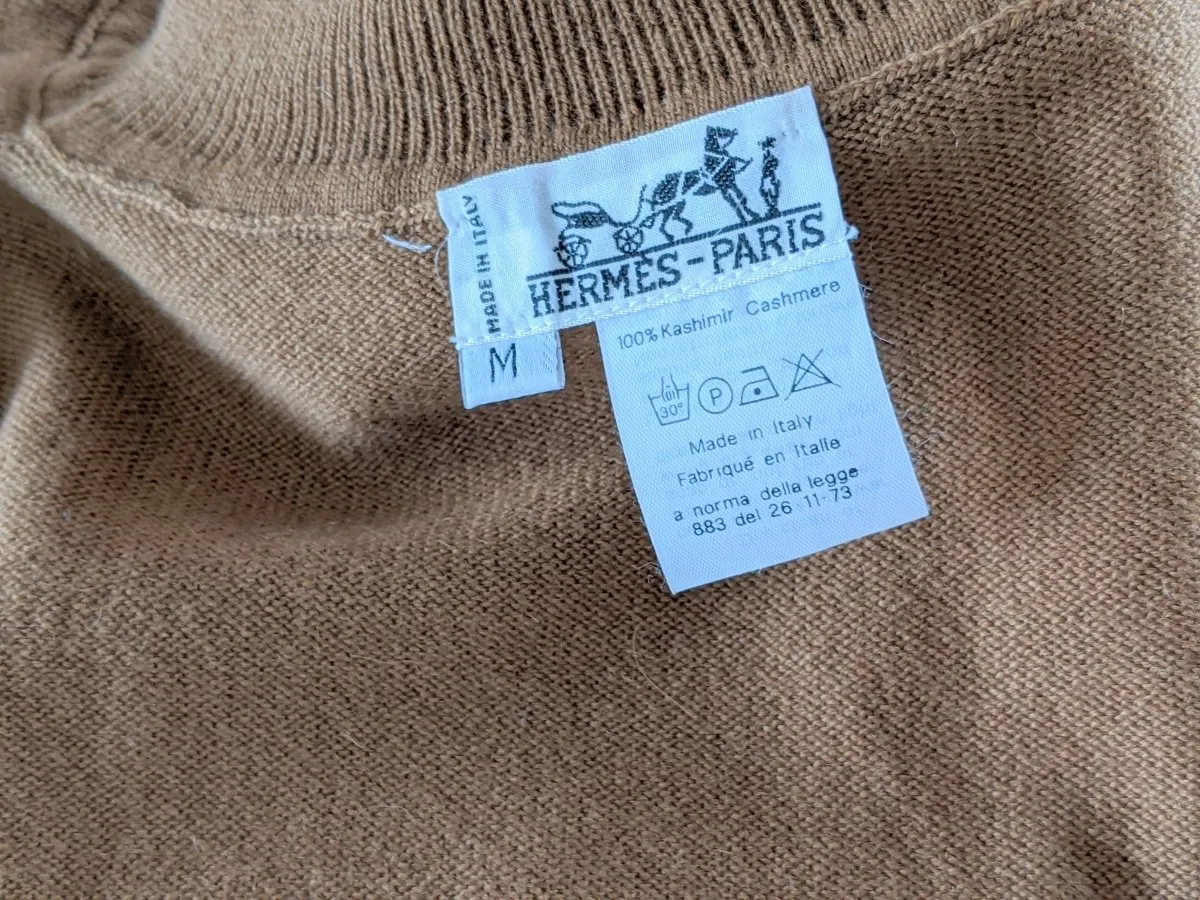 MADE IN ITALY
HERMES-PARIS
M
100% Kashimir Cashmere
30°
P
Made in Italy
Fabriqué en Italie
a norma della legge
883 del 26-11-73